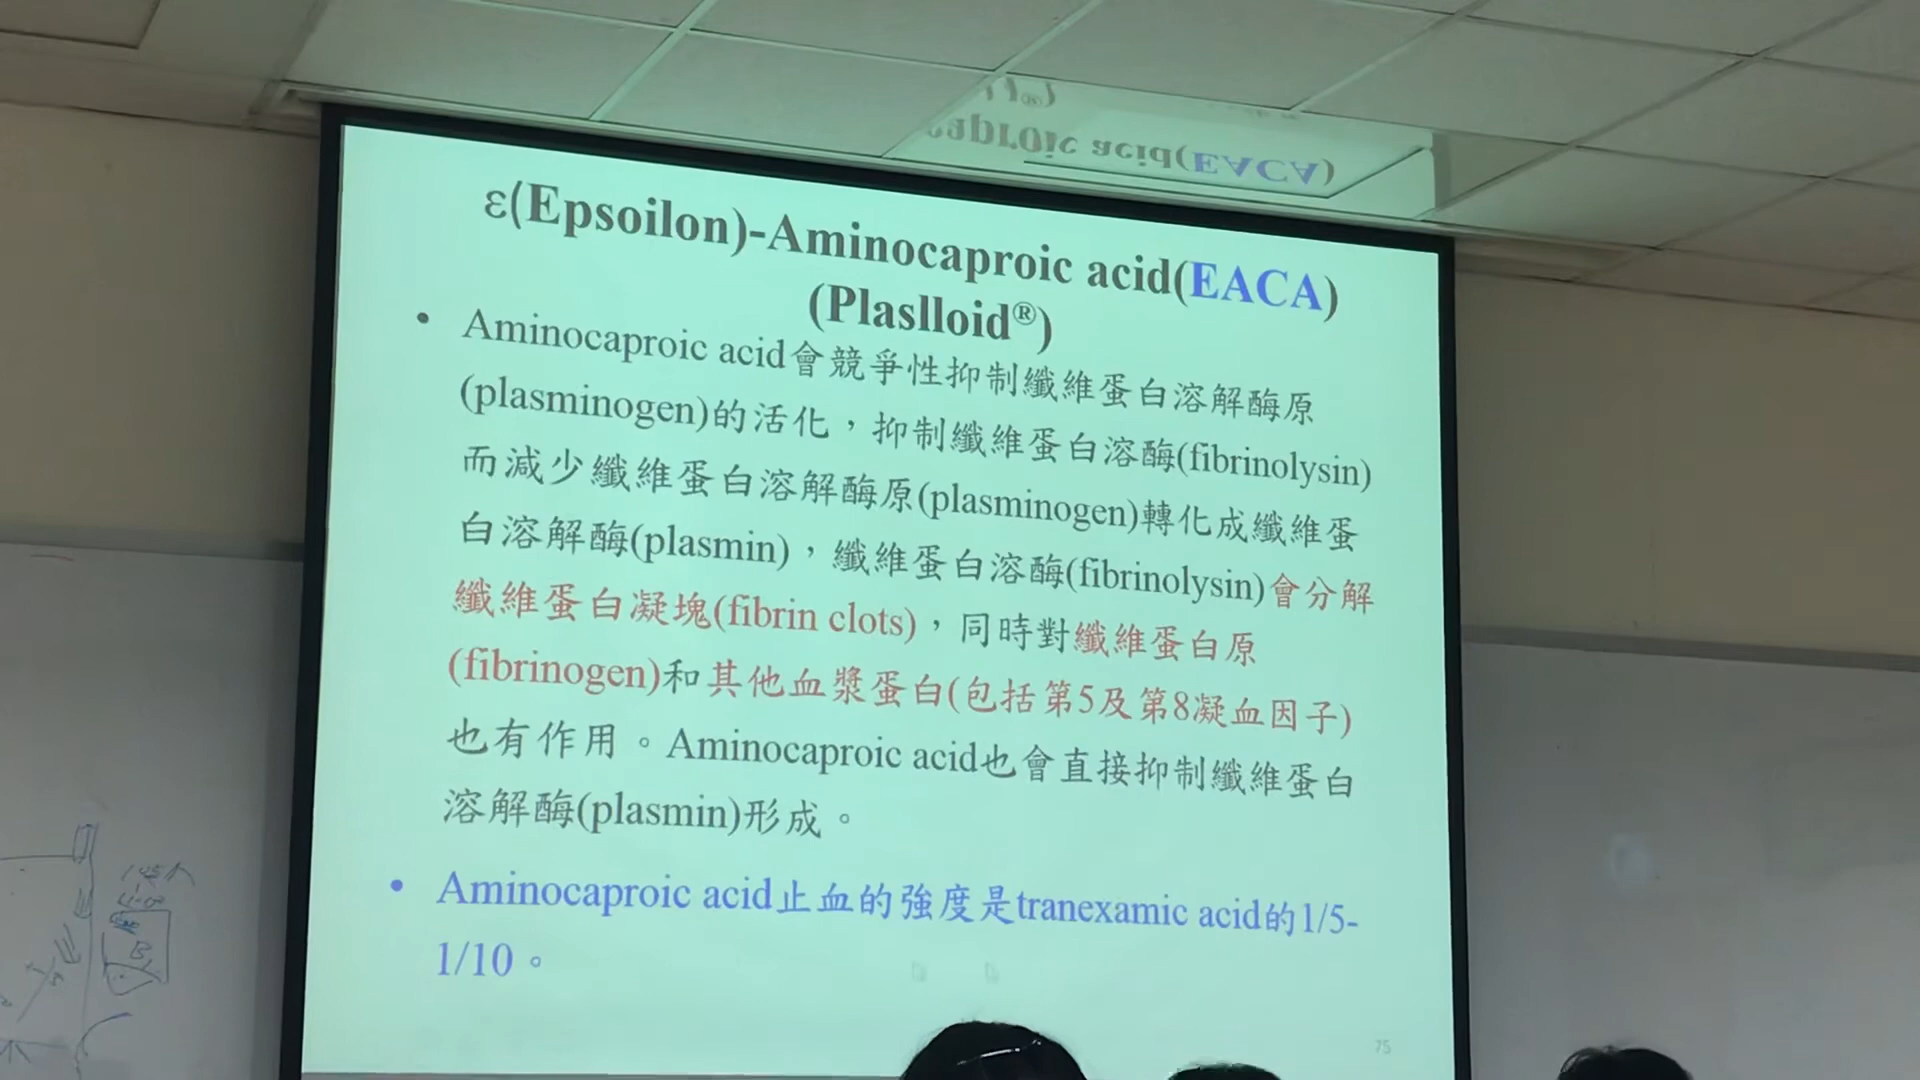 ε(Epsoilon)-Aminocaproic acid(EACA)
(Plaslloid®)
• Aminocaproic acid會競爭性抑制纖維蛋白溶解酶原
(plasminogen)的活化，抑制纖維蛋白溶酶(fibrinolysin)
而減少纖維蛋白溶解酶原(plasminogen)轉化成纖維蛋
白溶解酶(plasmin)，纖維蛋白溶酶(fibrinolysin)會分解
纖維蛋白凝塊(fibrin clots)，同時對纖維蛋白原
(fibrinogen)和其他血漿蛋白(包括第5及第8凝血因子)
也有作用。Aminocaproic acid也會直接抑制纖維蛋白
溶解酶(plasmin)形成。
• Aminocaproic acid止血的強度是tranexamic acid的1/5-
1/10。
75